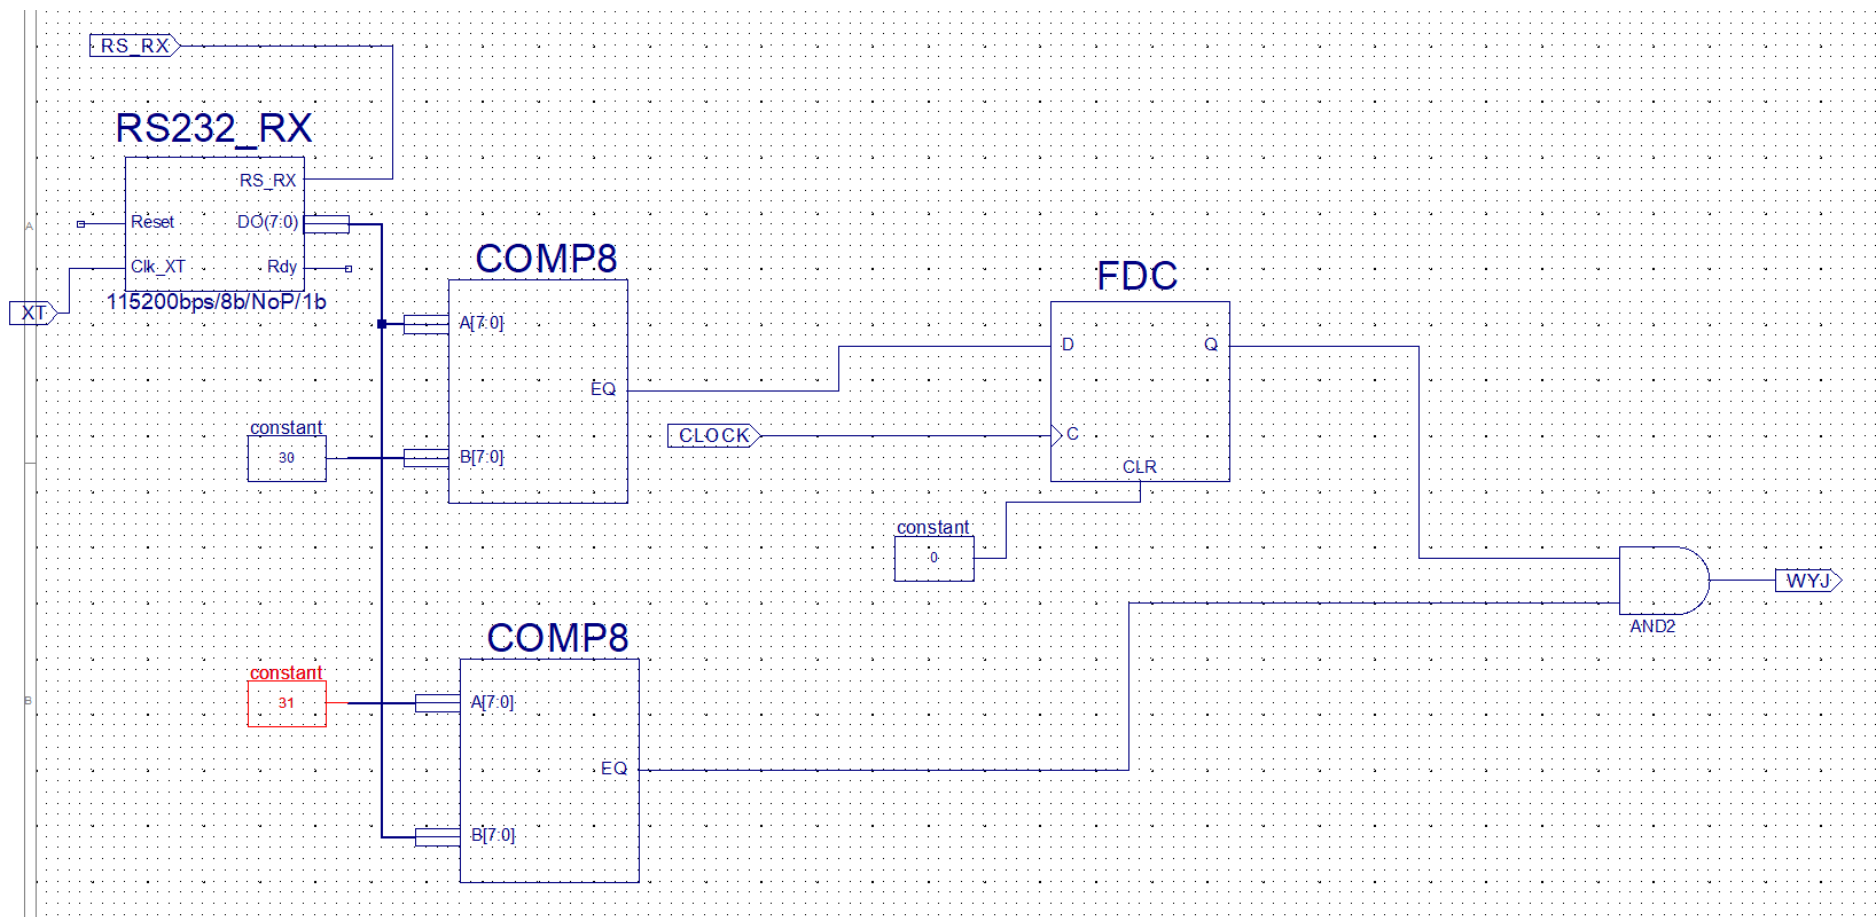 RS_RX
RS232_RX
RS_RX
Reset
DO(7:0)
Clk_XT
Rdy
115200bps/8b/NoP/1b
XT
A
COMP8
A[7:0]
EQ
B[7:0]
constant
30
FDC
D
Q
CLOCK
C
CLR
constant
0
WYJ
AND2
COMP8
constant
31
A[7:0]
EQ
B[7:0]
B